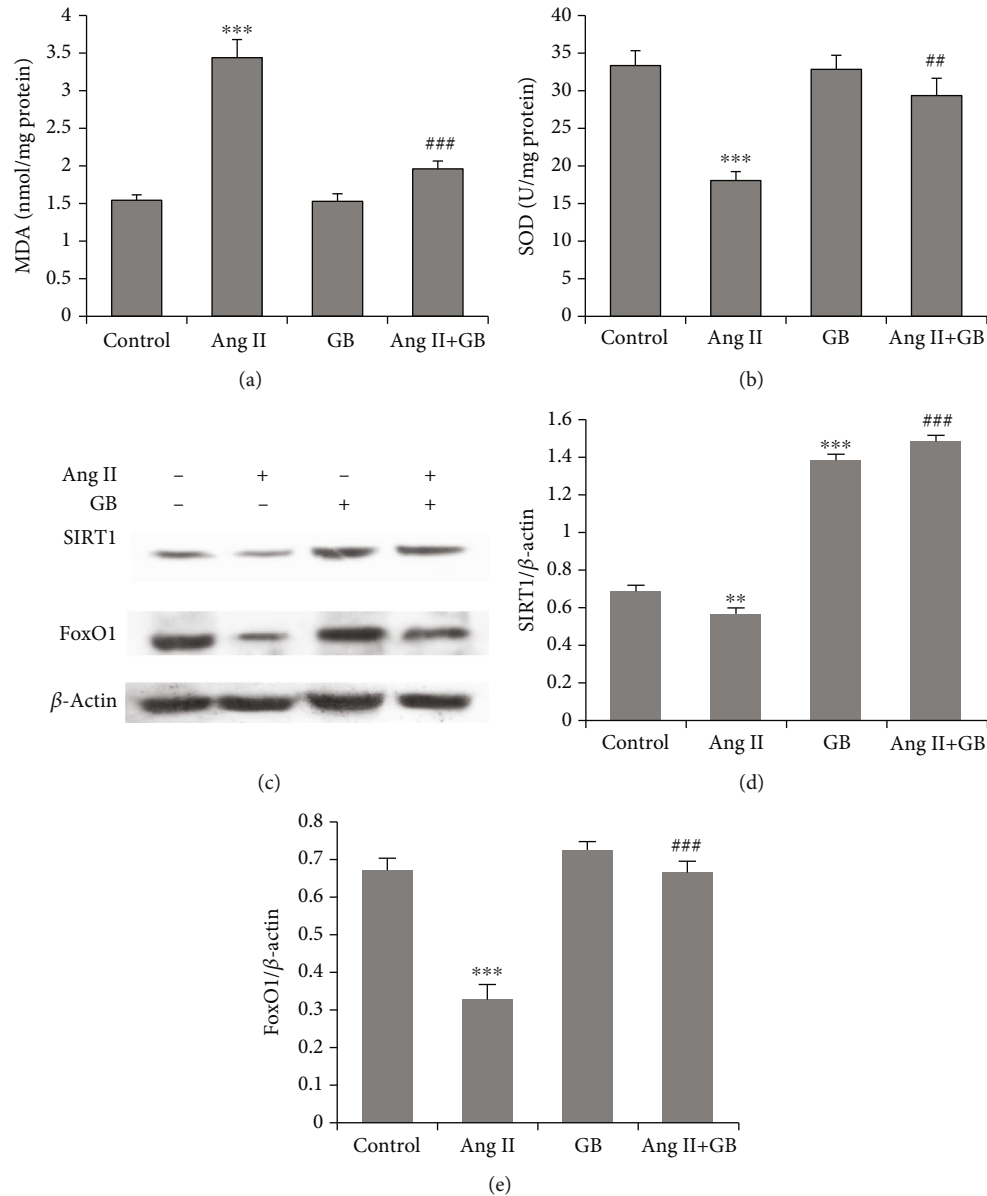 MDA (nmol/mg protein)
4
3.5
3
2.5
2
1.5
1
0.5
0
***
###
Control Ang II GB Ang II+GB
(a)
SOD (U/mg protein)
40
35
30
25
20
15
10
5
0
***
##
Control Ang II GB Ang II+GB
(b)
Ang II – + – +
GB – – + +
SIRT1
FoxO1
β-Actin
(c)
SIRT1/β-actin
1.6
1.4
1.2
1
0.8
0.6
0.4
0.2
0
**
***
###
Control Ang II GB Ang II+GB
(d)
FoxO1/β-actin
0.8
0.7
0.6
0.5
0.4
0.3
0.2
0.1
0
***
###
Control Ang II GB Ang II+GB
(e)